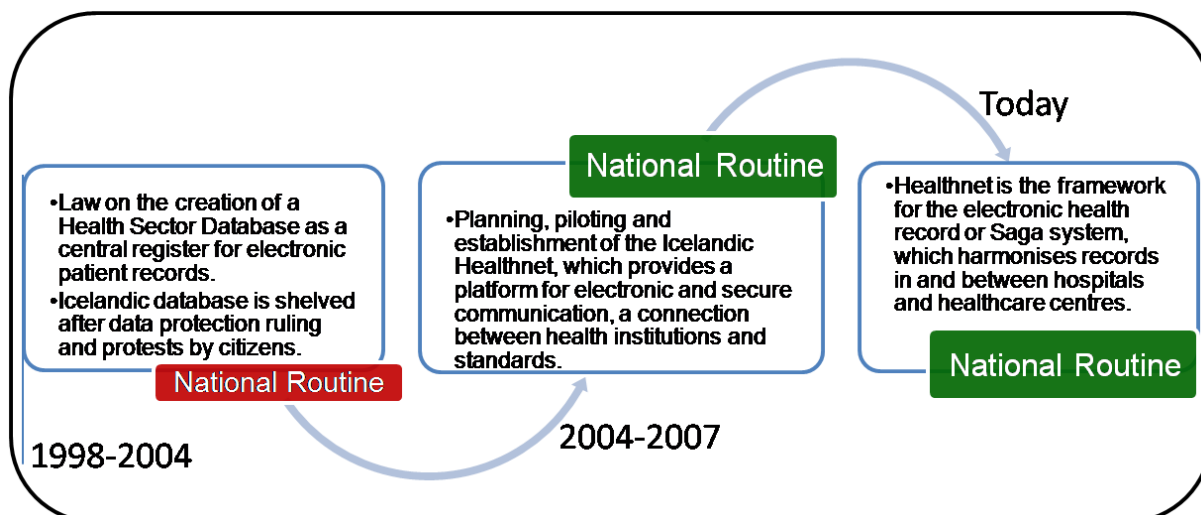 •Law on the creation of a
Health Sector Database as a
central register for electronic
patient records.
•Icelandic database is shelved
after data protection ruling
and protests by citizens.
National Routine
1998-2004
National Routine
•Planning, piloting and
establishment of the Icelandic
Healthnet, which provides a
platform for electronic and secure
communication, a connection
between health institutions and
standards.
2004-2007
Today
•Healthnet is the framework
for the electronic health
record or Saga system,
which harmonises records
in and between hospitals
and healthcare centres.
National Routine